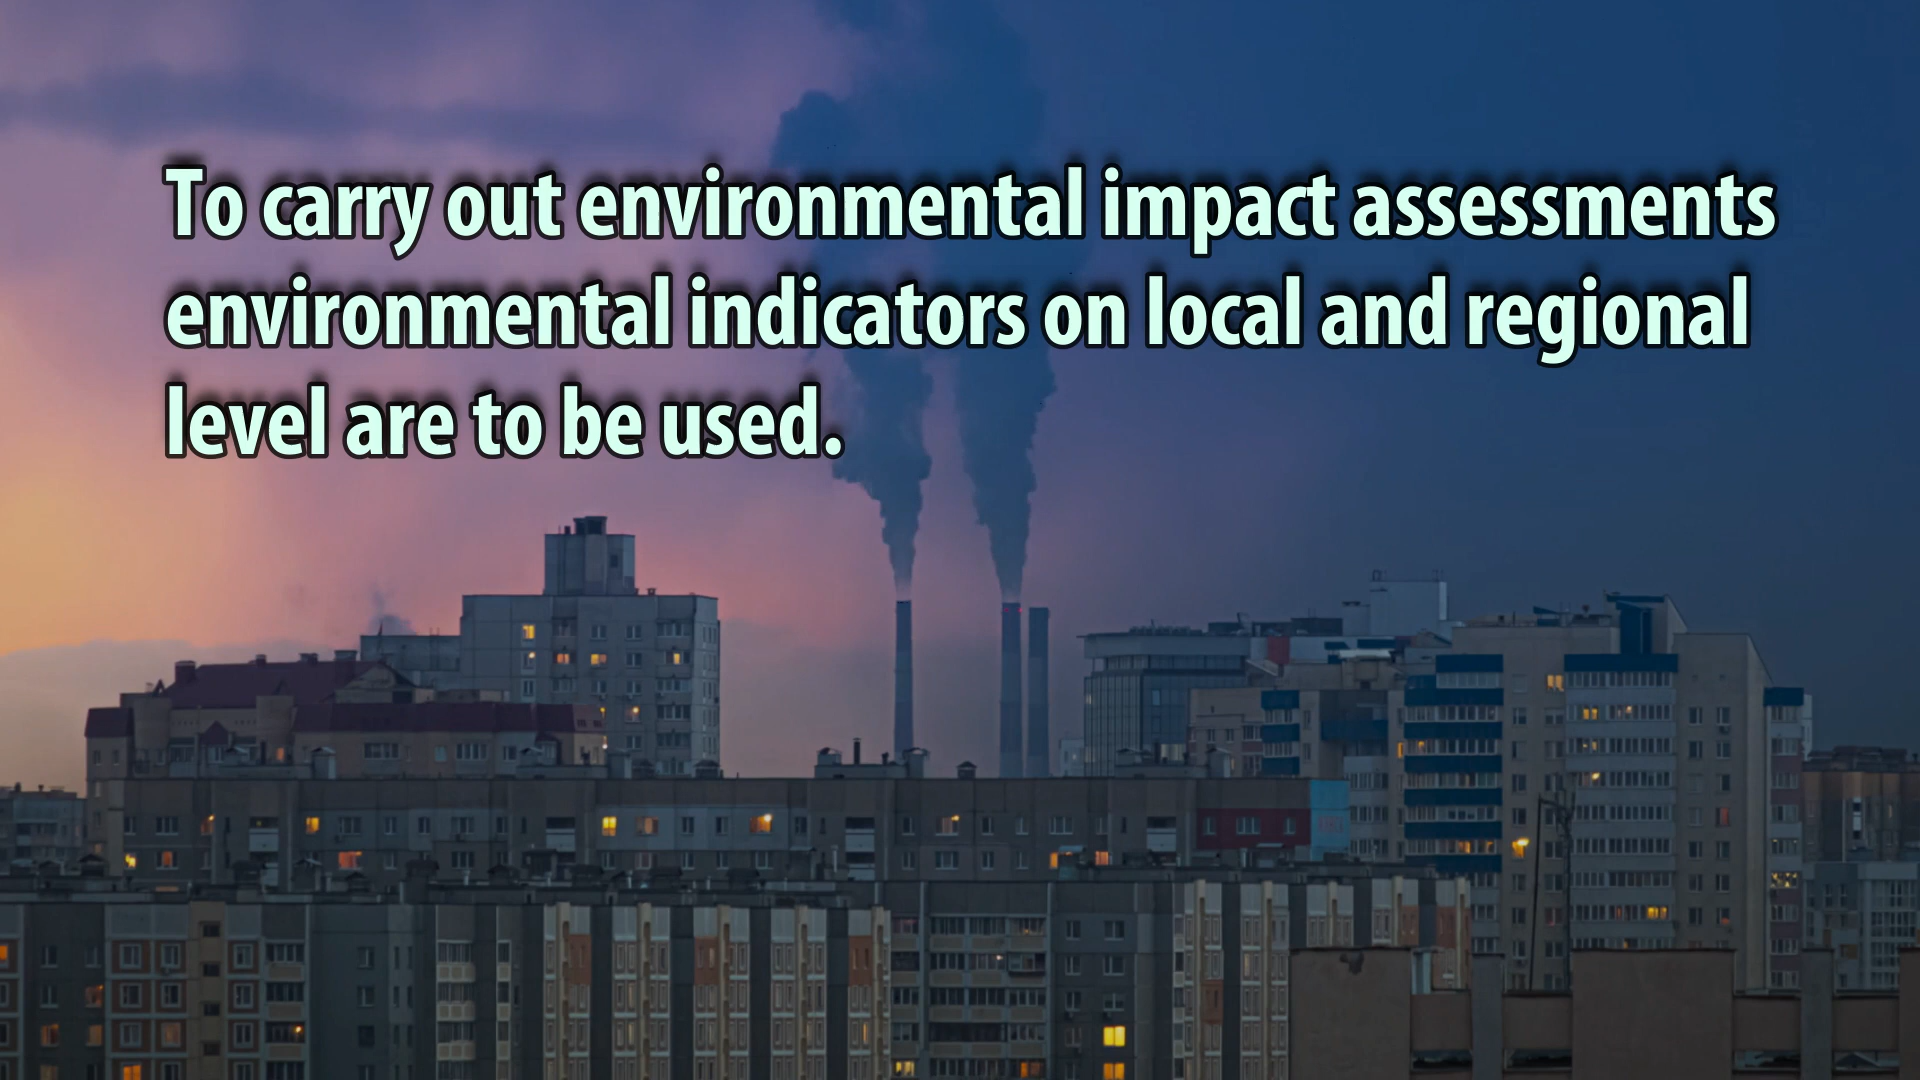 To carry out environmental impact assessments
environmental indicators on local and regional
level are to be used.